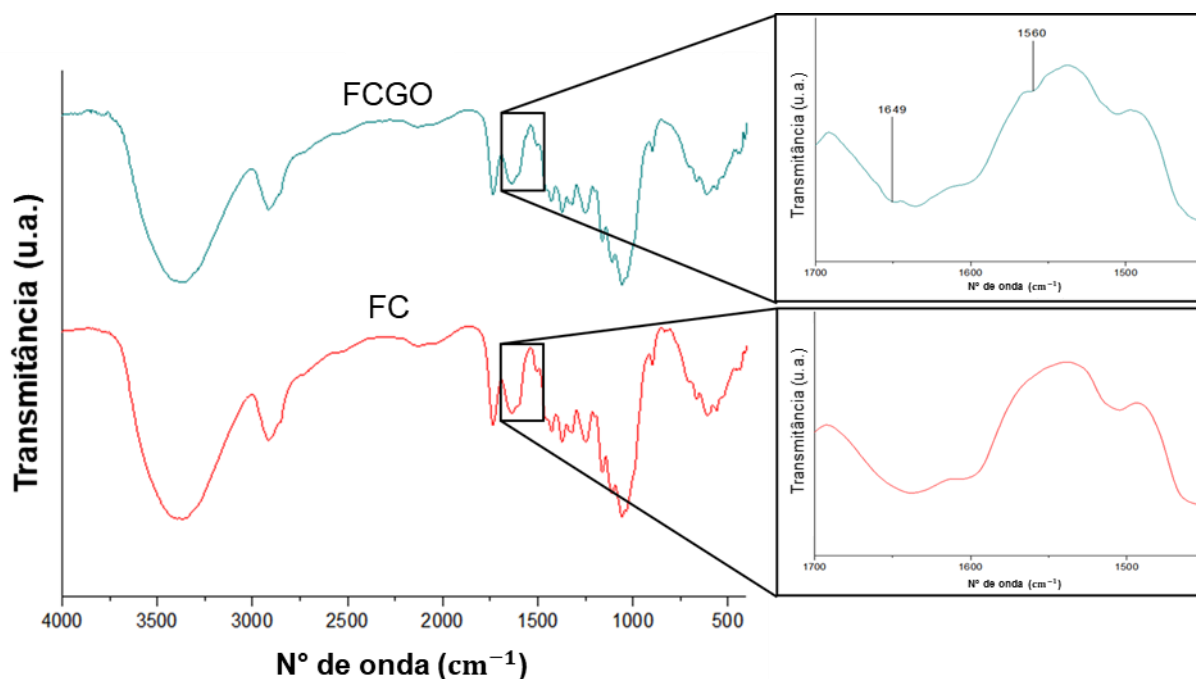 FCGO
FC
Transmitância (u.a.)
4000 3500 3000 2500 2000 1500 1000 500
N° de onda (cm⁻¹)
1560
1649
Transmitância (u.a.)
1700 1600 1500
N° de onda (cm⁻¹)
Transmitância (u.a.)
1700 1600 1500
N° de onda (cm⁻¹)